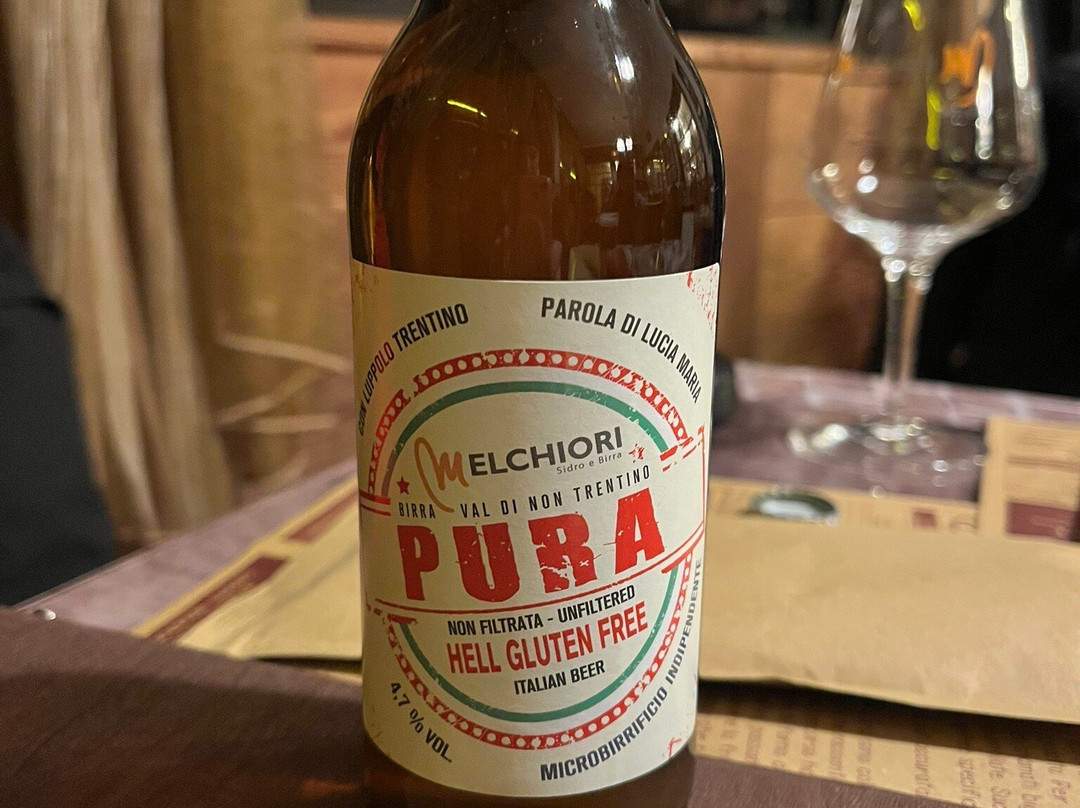 CON LUPPOLO TRENTINO
PAROLA DI LUCIA MARIA
MELCHIORI
Sidro e Birra
BIRRA VAL DI NON TRENTINO
PURA
NON FILTRATA - UNFILTERED
HELL GLUTEN FREE
ITALIAN BEER
4,7 % VOL.
MICROBIRRIFICIO INDIPENDENTE